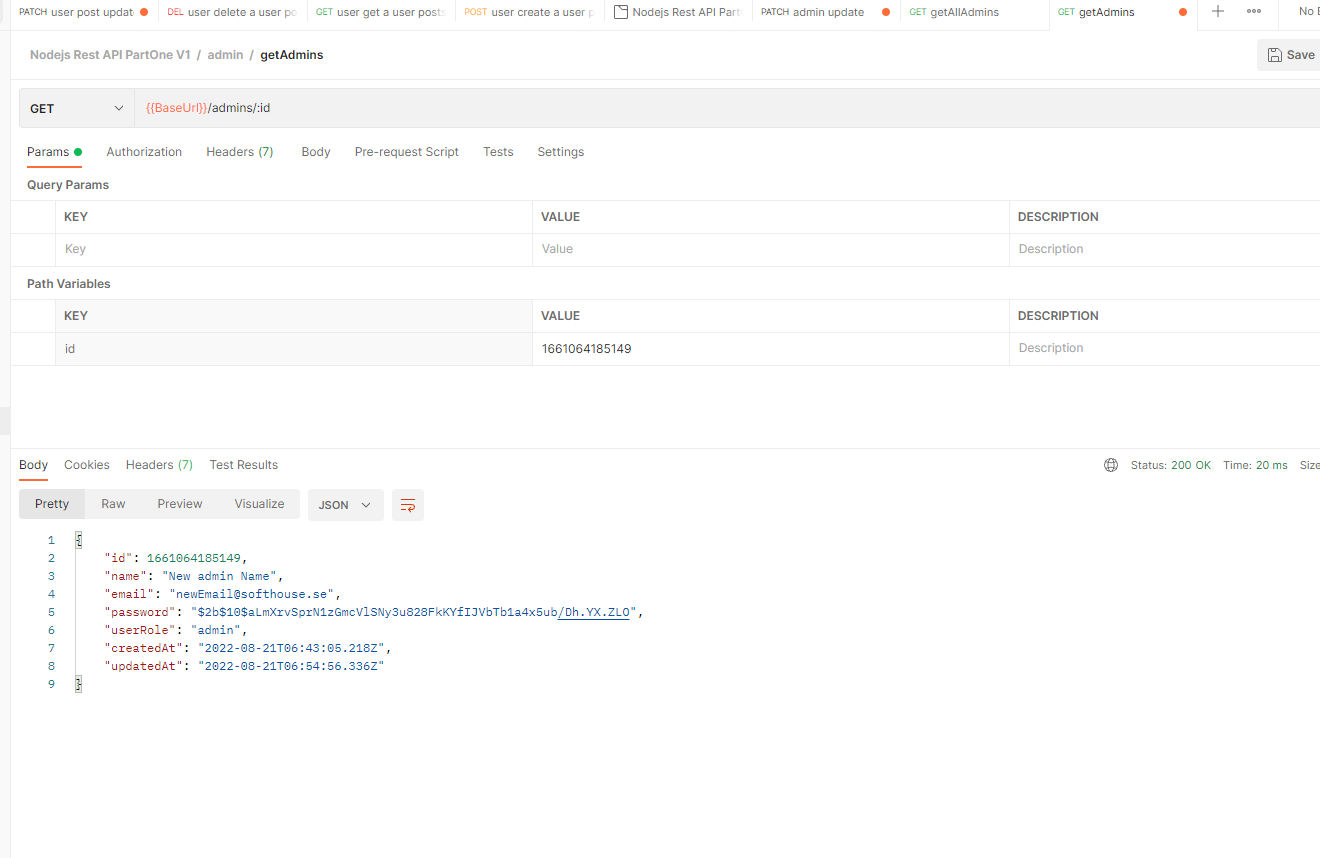 PATCH user post updat DEL user delete a user po GET user get a user posts POST user create a user p Nodejs Rest API Part PATCH admin update GET getAllAdmins GET getAdmins No
Nodejs Rest API PartOne V1 / admin / getAdmins Save
GET {{BaseUrl}}/admins/:id
Params Authorization Headers (7) Body Pre-request Script Tests Settings
Query Params
KEY VALUE DESCRIPTION
Key Value Description
Path Variables
KEY VALUE DESCRIPTION
id 1661064185149 Description
Body Cookies Headers (7) Test Results Status: 200 OK Time: 20 ms Size
Pretty Raw Preview Visualize JSON
1 {
2 "id": 1661064185149,
3 "name": "New admin Name",
4 "email": "newEmail@softhouse.se",
5 "password": "$2b$10$aLmXrvSprN1zGmcVlSNy3u828FkKYfIJVbTb1a4x5ub/Dh.YX.ZLO",
6 "userRole": "admin",
7 "createdAt": "2022-08-21T06:43:05.218Z",
8 "updatedAt": "2022-08-21T06:54:56.336Z"
9 }